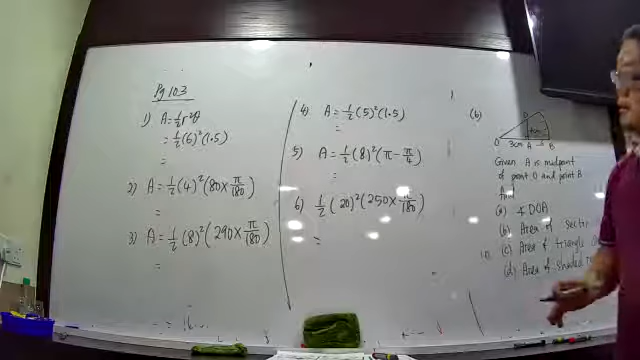 Pg 10.3
1) A = 1/2 r²θ
= 1/2 (6)² (1.5)
=
2) A = 1/2 (4)² (80 × π/180)
=
3) A = 1/2 (8)² (290 × π/180)
=
4) A = 1/2 (5)² (1.5)
=
5) A = 1/2 (8)² (π - π/4)
=
6) 1/2 (20)² (250 × π/180)
=
(b)
O 3cm A B
Given A is midpoint
of point O and point B
Find
(a) ∠DOA
(b) Area of
(c) Area of triangle
(d) Area of shaded